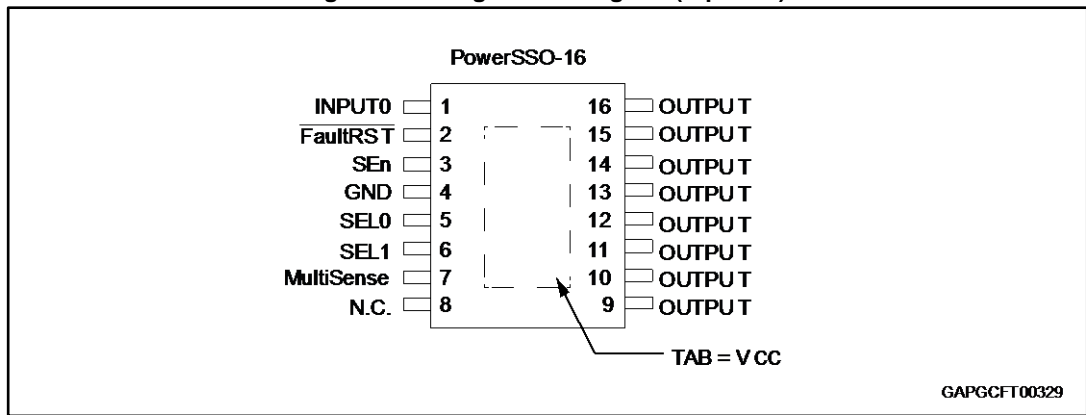 PowerSSO-16
INPUT0 1 16 OUTPUT
FaultRST 2 15 OUTPUT
SEn 3 14 OUTPUT
GND 4 13 OUTPUT
SEL0 5 12 OUTPUT
SEL1 6 11 OUTPUT
MultiSense 7 10 OUTPUT
N.C. 8 9 OUTPUT
TAB = VCC
GAPGCFT00329